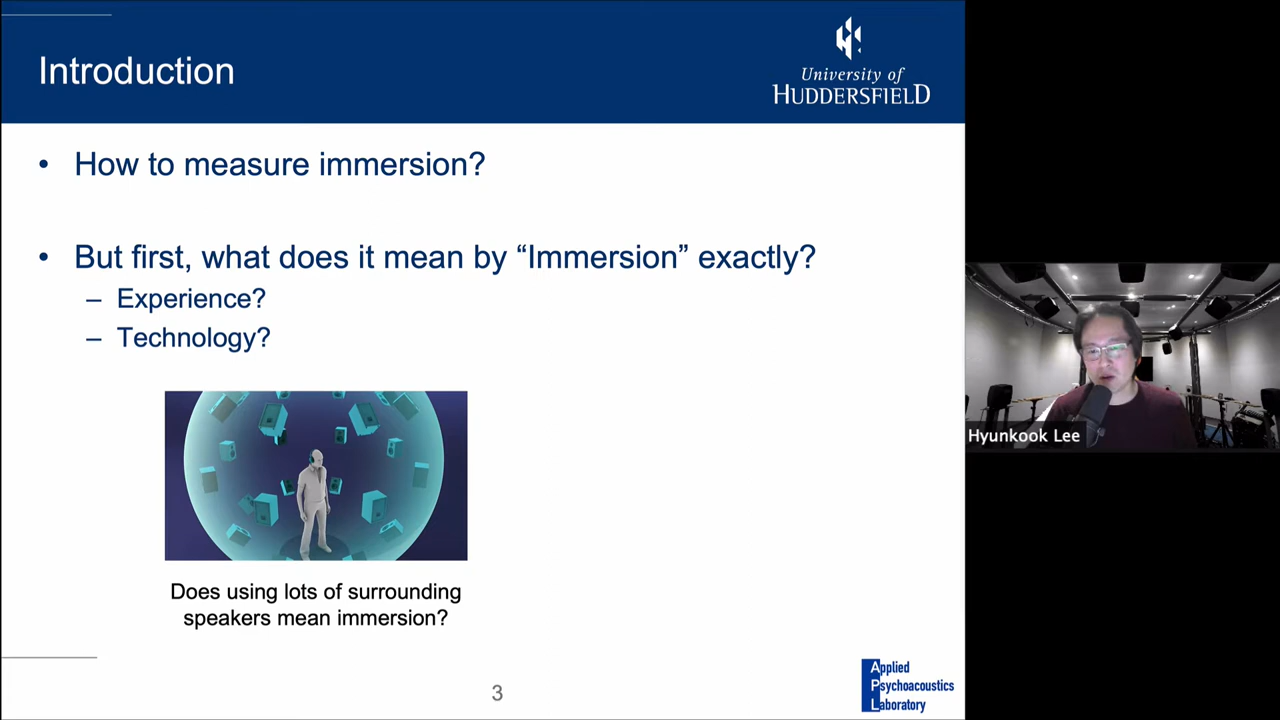 Introduction
University of
HUDDERSFIELD
• How to measure immersion?
• But first, what does it mean by “Immersion” exactly?
– Experience?
– Technology?
Hyunkook Lee
Does using lots of surrounding
speakers mean immersion?
3
Applied
Psychoacoustics
Laboratory